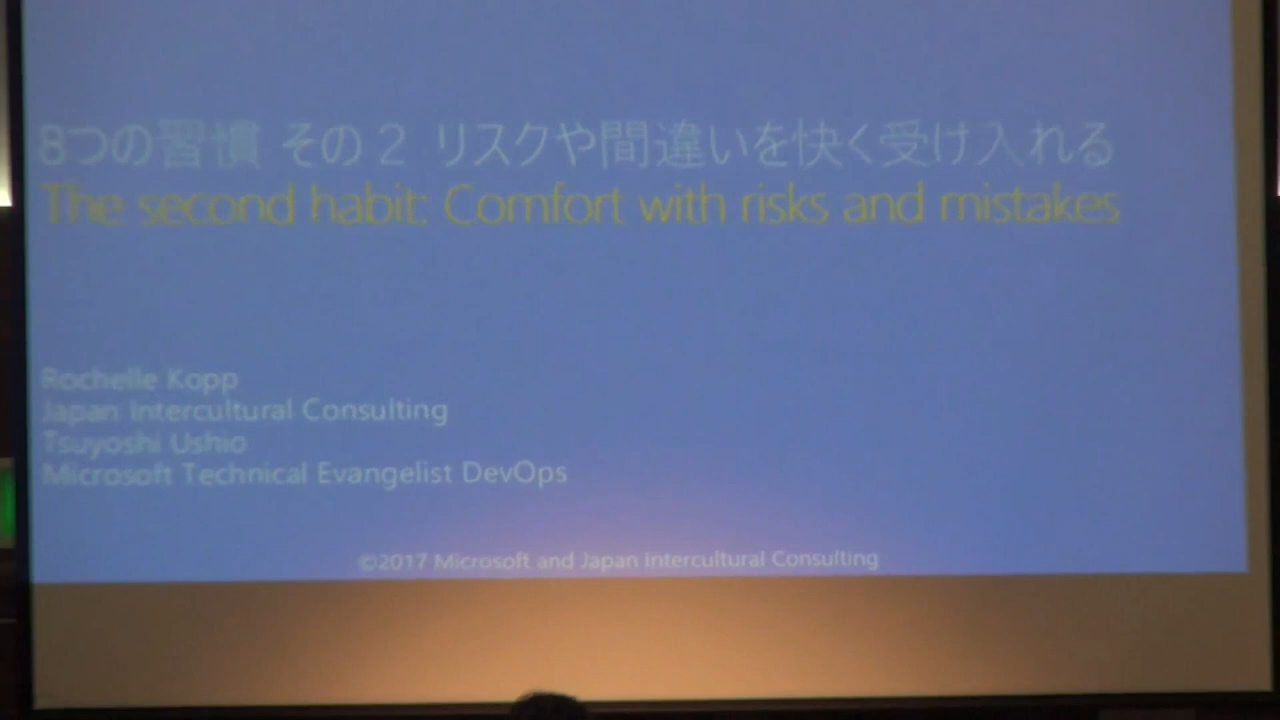 8つの習慣 その2 リスクや間違いを快く受け入れる
The second habit: Comfort with risks and mistakes
Rochelle Kopp
Japan Intercultural Consulting
Tsuyoshi Ushio
Microsoft Technical Evangelist DevOps
©2017 Microsoft and Japan Intercultural Consulting